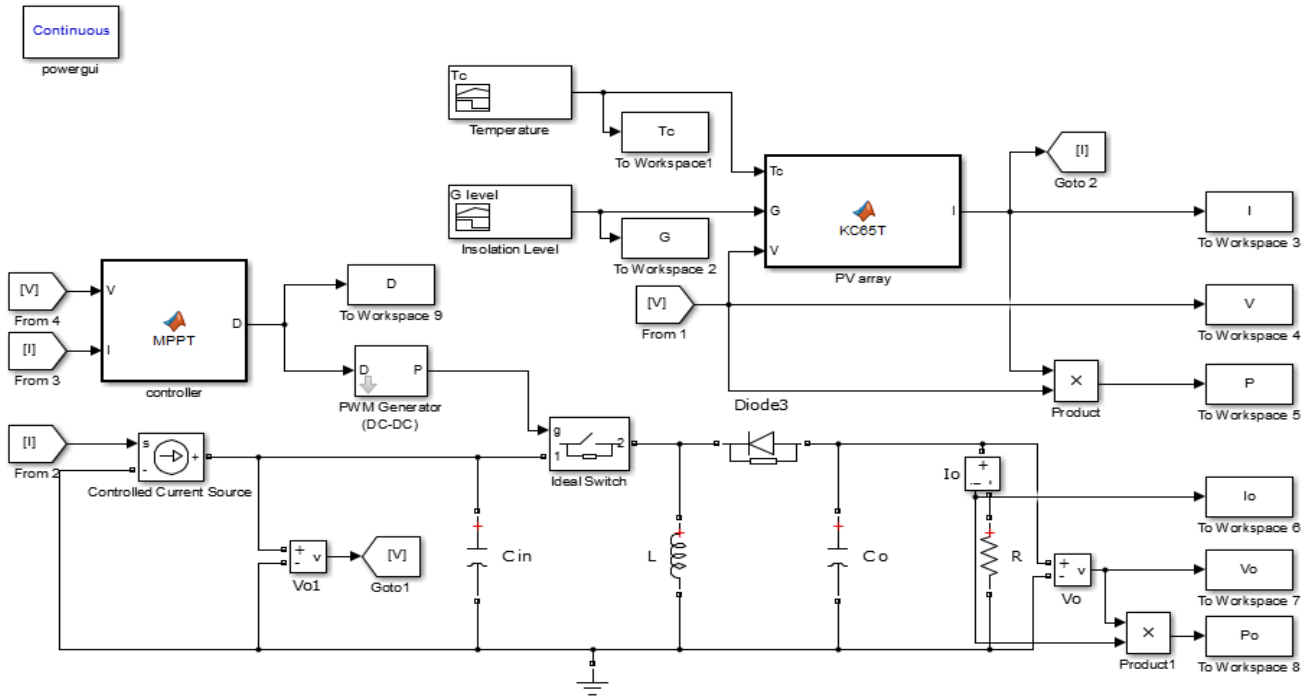 Continuous
powergui
Tc
Temperature
Tc
To Workspace1
G level
Insolation Level
G
To Workspace 2
Tc
G
V
KC65T
I
PV array
[I]
Goto 2
I
To Workspace 3
[V]
From 1
V
To Workspace 4
×
Product
P
To Workspace 5
[V]
From 4
[I]
From 3
V
I
MPPT
D
controller
D
To Workspace 9
D
P
PWM Generator
(DC-DC)
[I]
From 2
s
-
+
Controlled Current Source
+
-
v
Vo1
[V]
Goto1
Cin
g
1
2
Ideal Switch
L
Diode3
Co
Io
+
-
i
R
+
-
v
Vo
Io
To Workspace 6
Vo
To Workspace 7
×
Product1
Po
To Workspace 8